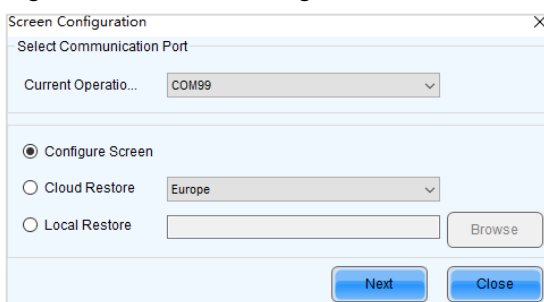 Screen Configuration
Select Communication Port
Current Operatio... COM99
Configure Screen
Cloud Restore Europe
Local Restore Browse
Next Close